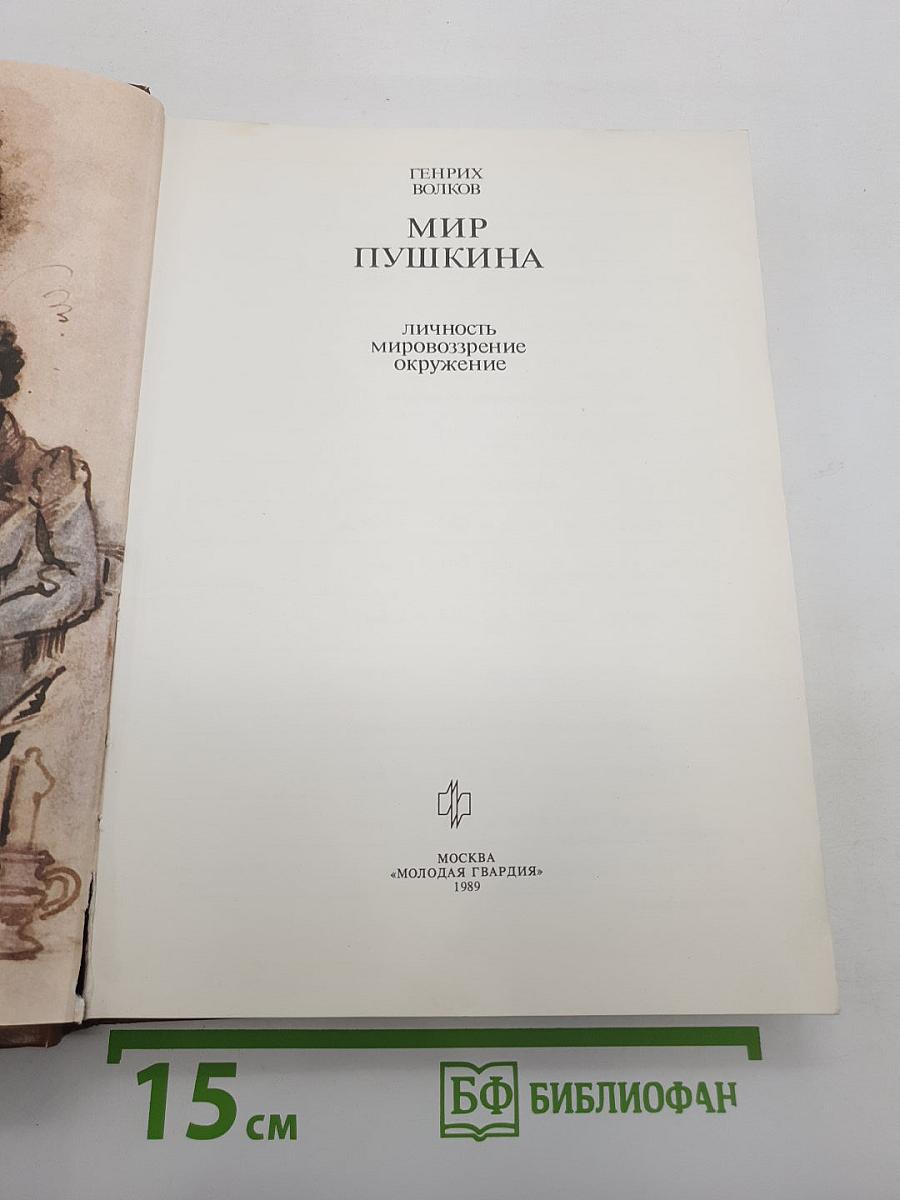 ГЕНРИХ
ВОЛКОВ
МИР
ПУШКИНА
личность
мировоззрение
окружение
МОСКВА
«МОЛОДАЯ ГВАРДИЯ»
1989
15 см
БФ БИБЛИОФАН